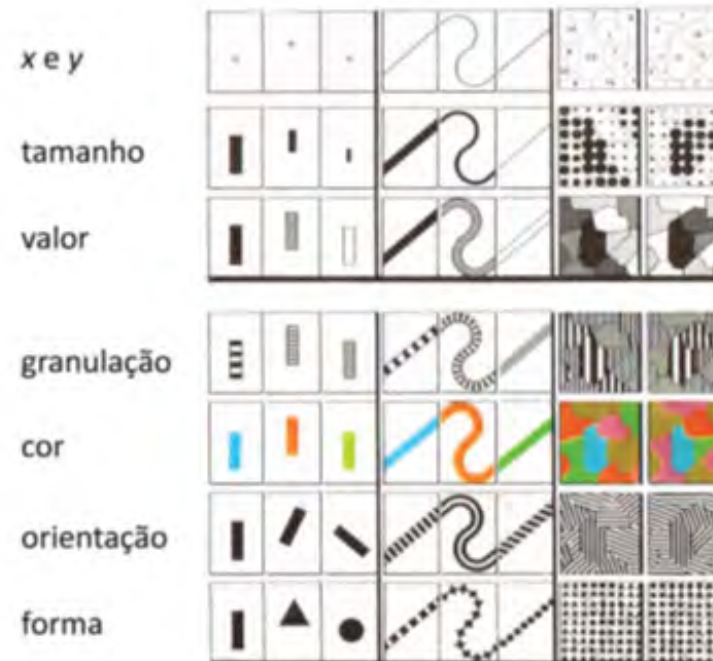 x e y
tamanho
valor
granulação
cor
orientação
forma